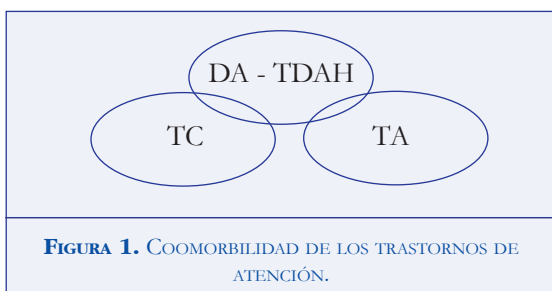 DA - TDAH
TC
TA
FIGURA 1. COOMORBILIDAD DE LOS TRASTORNOS DE
ATENCIÓN.